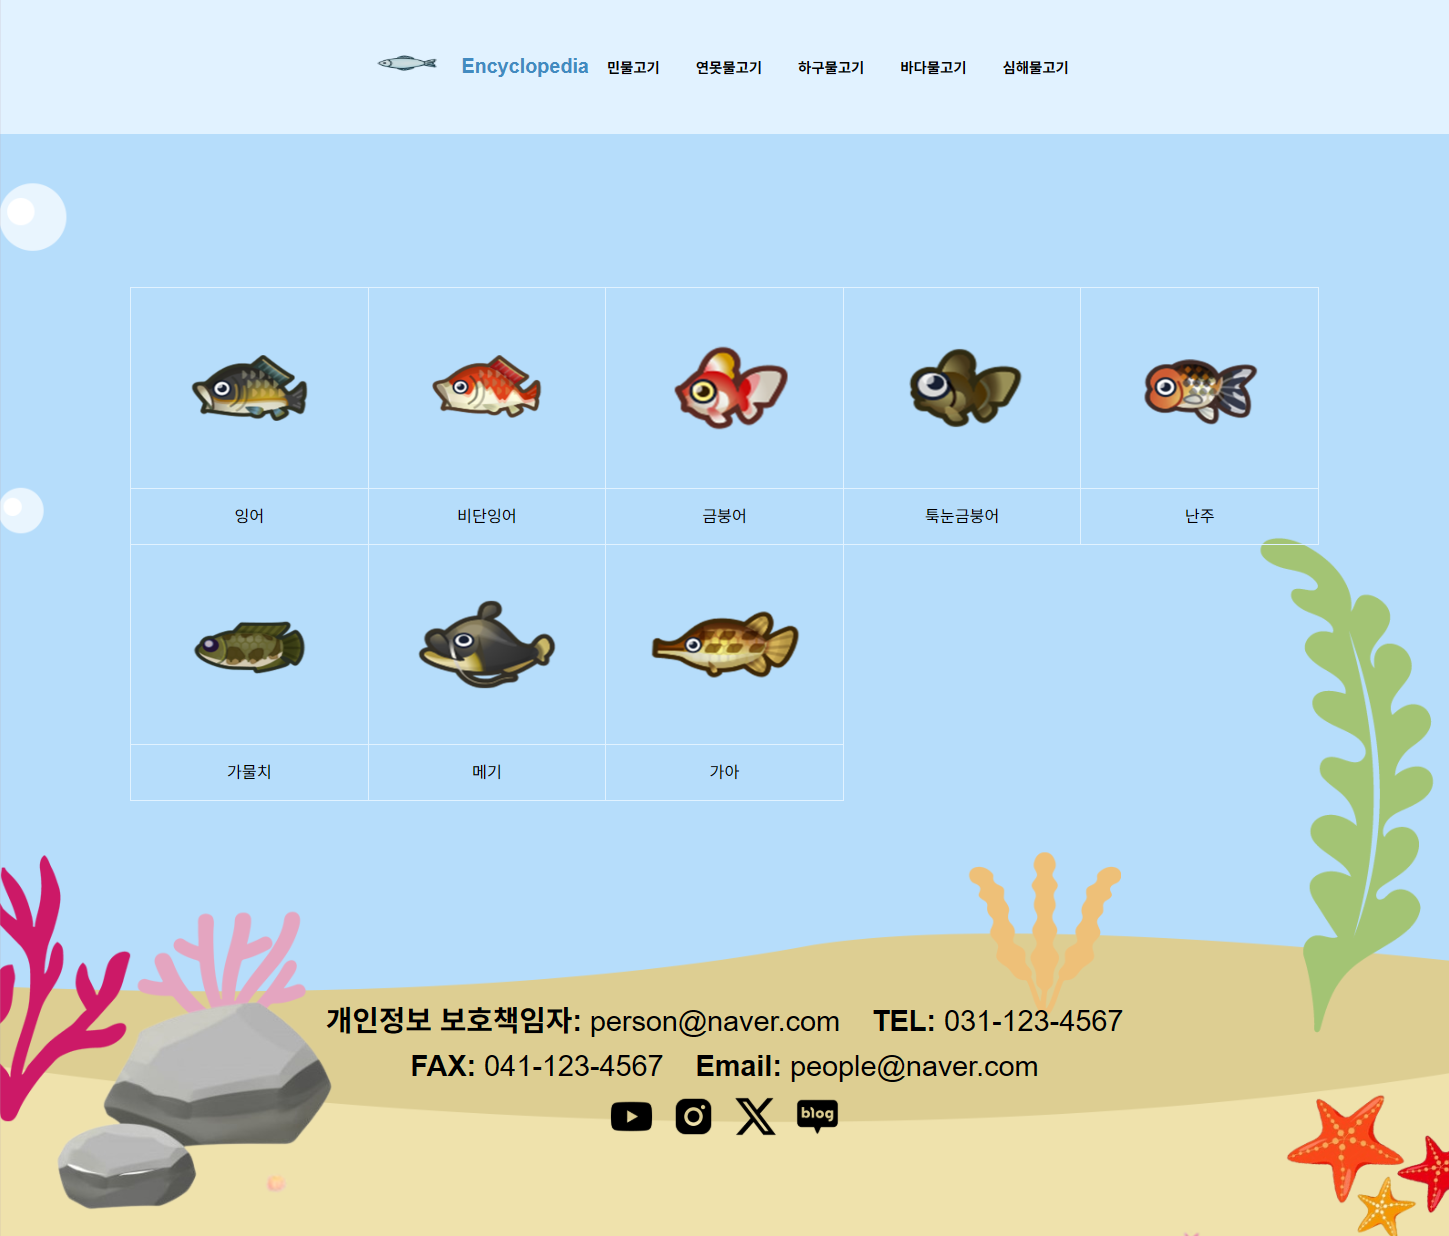 Encyclopedia 민물고기 연못물고기 하구물고기 바다물고기 심해물고기
잉어 비단잉어 금붕어 툭눈금붕어 난주
가물치 메기 가아
개인정보 보호책임자: person@naver.com TEL: 031-123-4567
FAX: 041-123-4567 Email: people@naver.com
blog